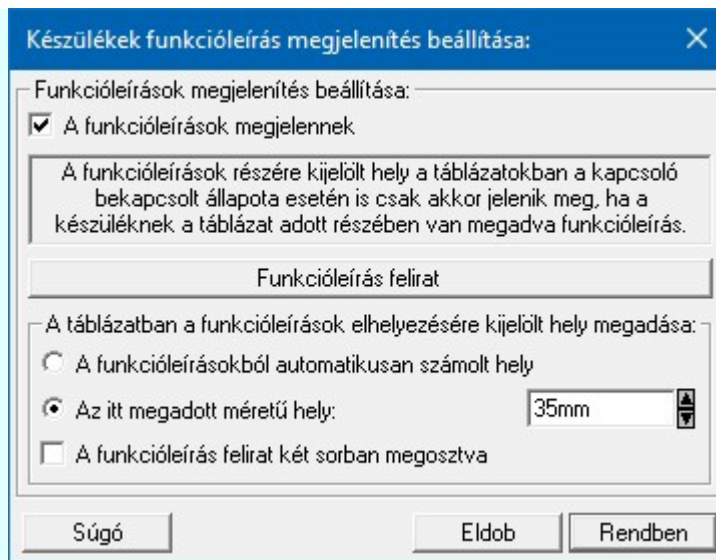 Készülékek funkcióleírás megjelenítés beállítása:
Funkcióleírások megjelenítés beállítása:
A funkcióleírások megjelennek
A funkcióleírások részére kijelölt hely a táblázatokban a kapcsoló
bekapcsolt állapota esetén is csak akkor jelenik meg, ha a
készüléknek a táblázat adott részében van megadva funkcióleírás.
Funkcióleírás felirat
A táblázatban a funkcióleírások elhelyezésére kijelölt hely megadása:
A funkcióleírásokból automatikusan számolt hely
Az itt megadott méretű hely: 35mm
A funkcióleírás felirat két sorban megosztva
Súgó Eldob Rendben